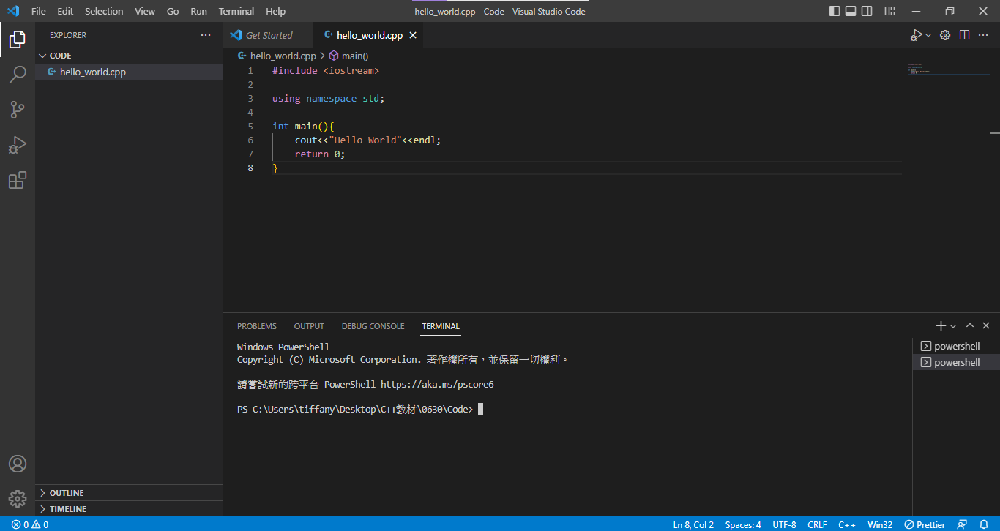 File Edit Selection View Go Run Terminal Help
hello_world.cpp - Code - Visual Studio Code
EXPLORER
CODE
hello_world.cpp
OUTLINE
TIMELINE
Get Started
hello_world.cpp
hello_world.cpp > main()
1 #include <iostream>
2
3 using namespace std;
4
5 int main(){
6 cout<<"Hello World"<<endl;
7 return 0;
8 }
PROBLEMS OUTPUT DEBUG CONSOLE TERMINAL
Windows PowerShell
Copyright (C) Microsoft Corporation. 著作權所有，並保留一切權利。
請嘗試新的跨平台 PowerShell https://aka.ms/pscore6
PS C:\Users\tiffany\Desktop\C++教材\0630\Code>
powershell
powershell
0 0
Ln 8, Col 2 Spaces: 4 UTF-8 CRLF C++ Win32 Prettier